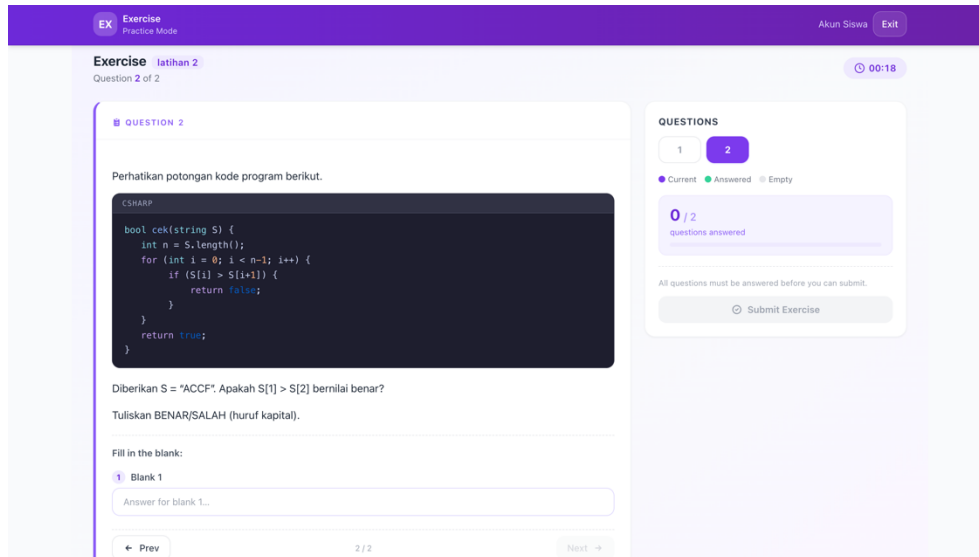 EX
Exercise
Practice Mode
Akun Siswa
Exit
Exercise latihan 2
Question 2 of 2
00:18
QUESTION 2
Perhatikan potongan kode program berikut.
CSHARP
bool cek(string S) {
int n = S.length();
for (int i = 0; i < n-1; i++) {
if (S[i] > S[i+1]) {
return false;
}
}
return true;
}
Diberikan S = “ACCF”. Apakah S[1] > S[2] bernilai benar?
Tuliskan BENAR/SALAH (huruf kapital).
Fill in the blank:
1 Blank 1
Answer for blank 1...
← Prev
2 / 2
Next →
QUESTIONS
1
2
Current Answered Empty
0 / 2
questions answered
All questions must be answered before you can submit.
Submit Exercise